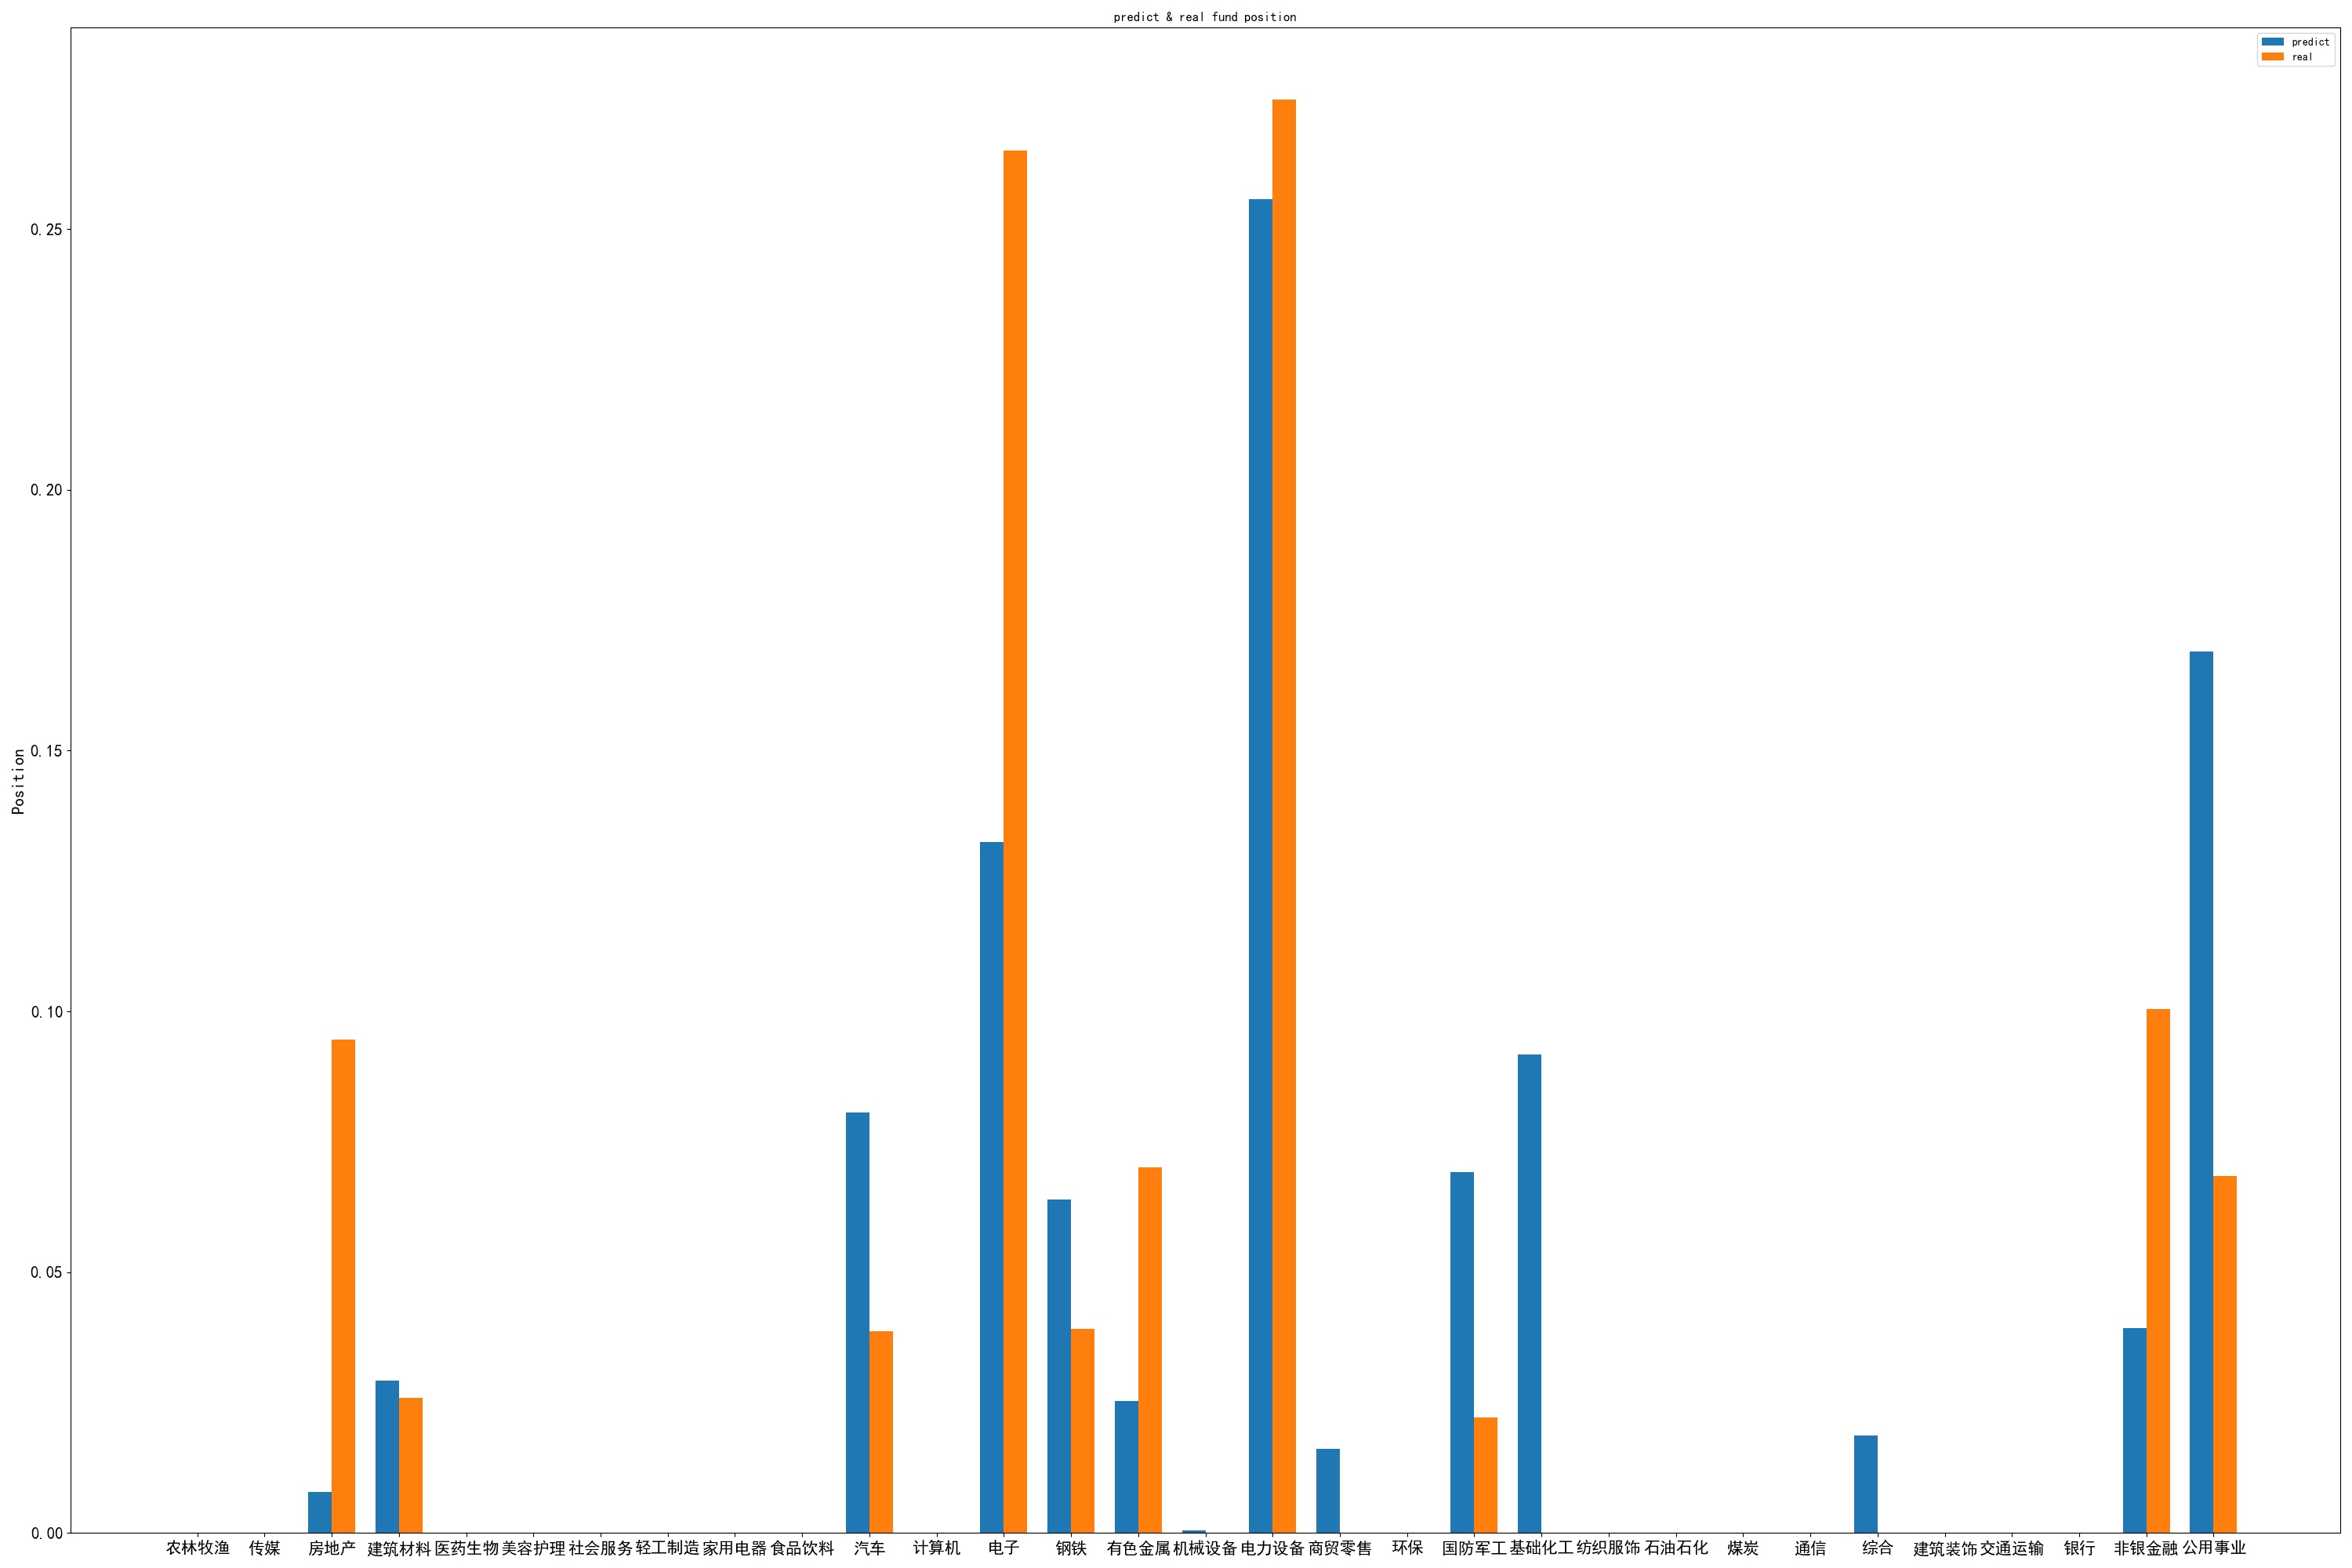 predict & real fund position
predict
real
Position
0.25
0.20
0.15
0.10
0.05
0.00
农林牧渔 传媒 房地产 建筑材料 医药生物 美容护理 社会服务 轻工制造 家用电器 食品饮料 汽车 计算机 电子 钢铁 有色金属 机械设备 电力设备 商贸零售 环保 国防军工 基础化工 纺织服饰 石油石化 煤炭 通信 综合 建筑装饰 交通运输 银行 非银金融 公用事业